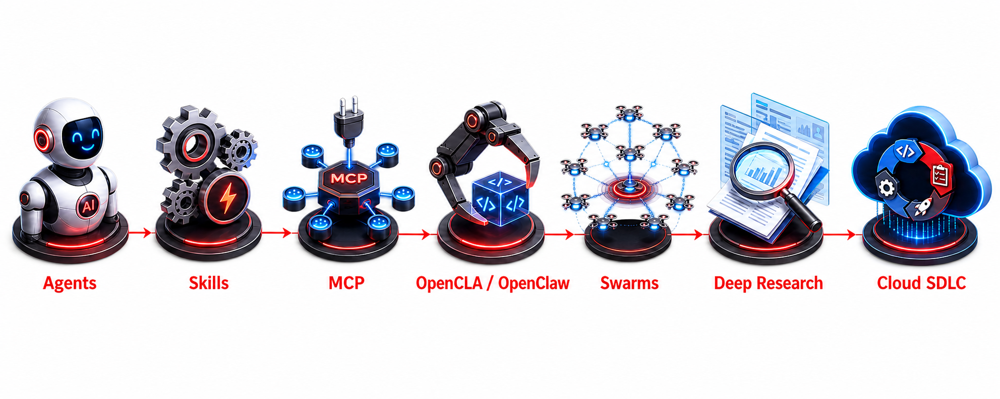 AI
MCP
</>
</>
</>
</>
Agents
Skills
MCP
OpenCLA / OpenClaw
Swarms
Deep Research
Cloud SDLC